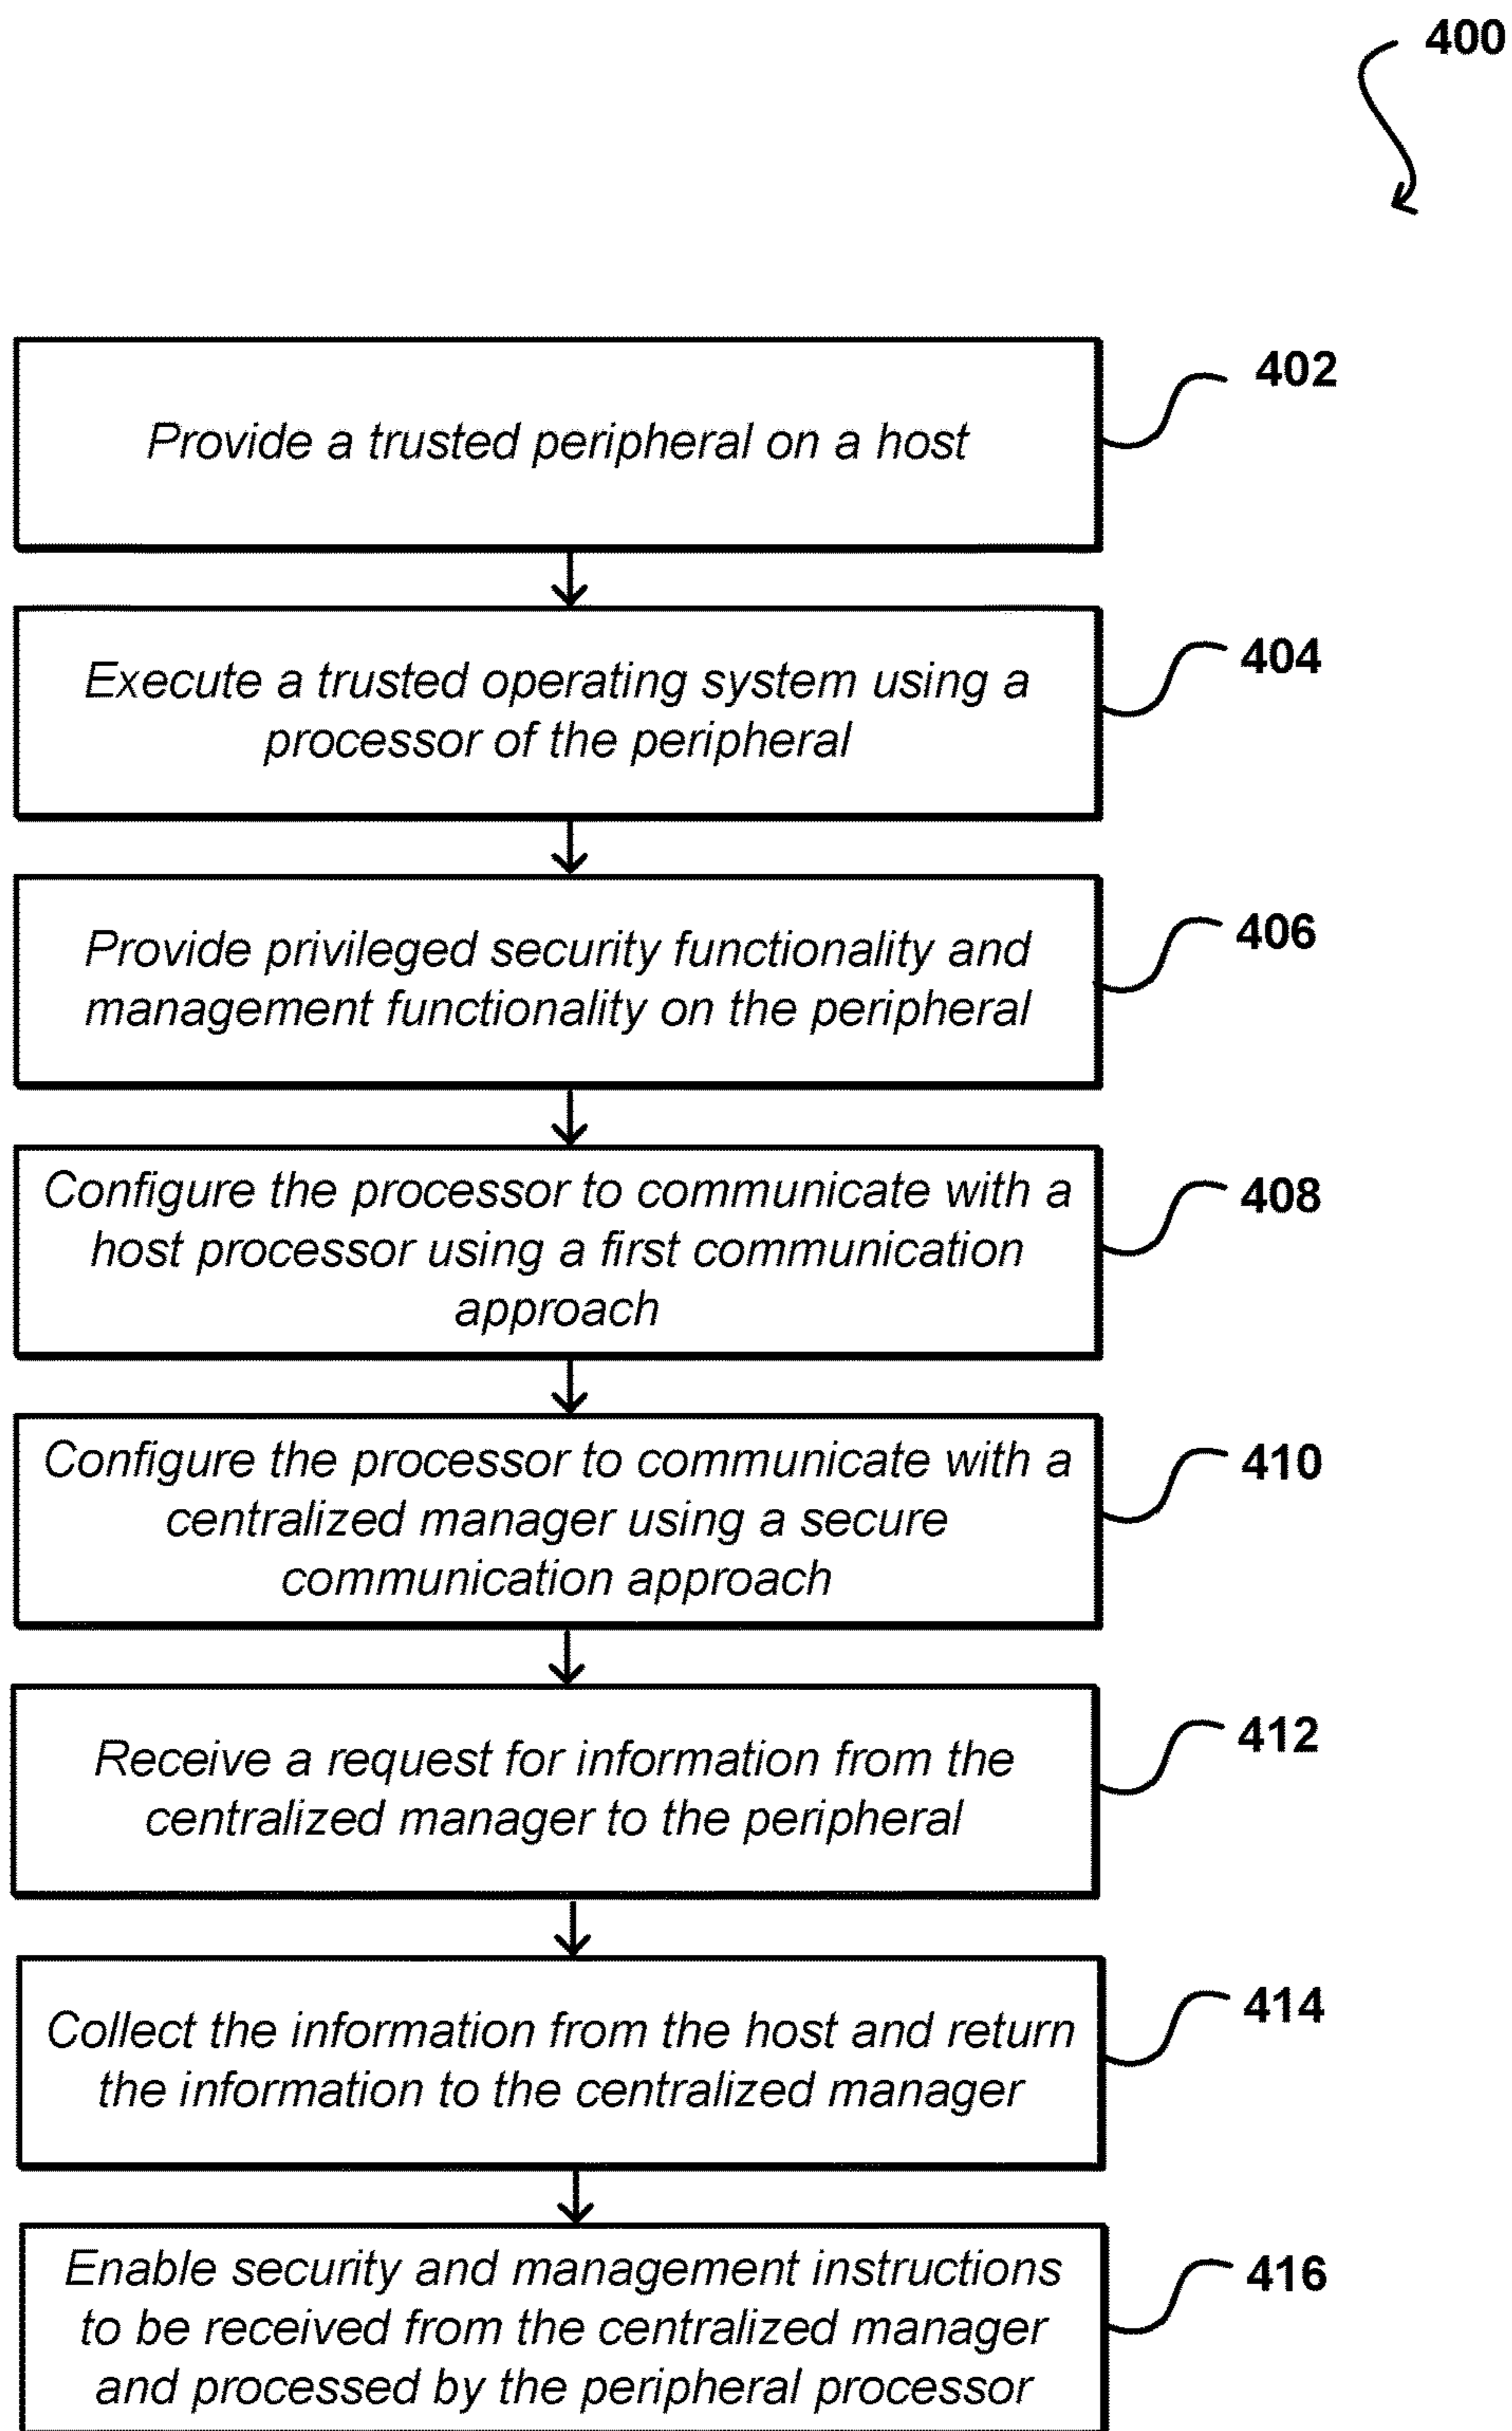 400
Provide a trusted peripheral on a host
402
Execute a trusted operating system using a
processor of the peripheral
404
Provide privileged security functionality and
management functionality on the peripheral
406
Configure the processor to communicate with a
host processor using a first communication
approach
408
Configure the processor to communicate with a
centralized manager using a secure
communication approach
410
Receive a request for information from the
centralized manager to the peripheral
412
Collect the information from the host and return
the information to the centralized manager
414
Enable security and management instructions
to be received from the centralized manager
and processed by the peripheral processor
416